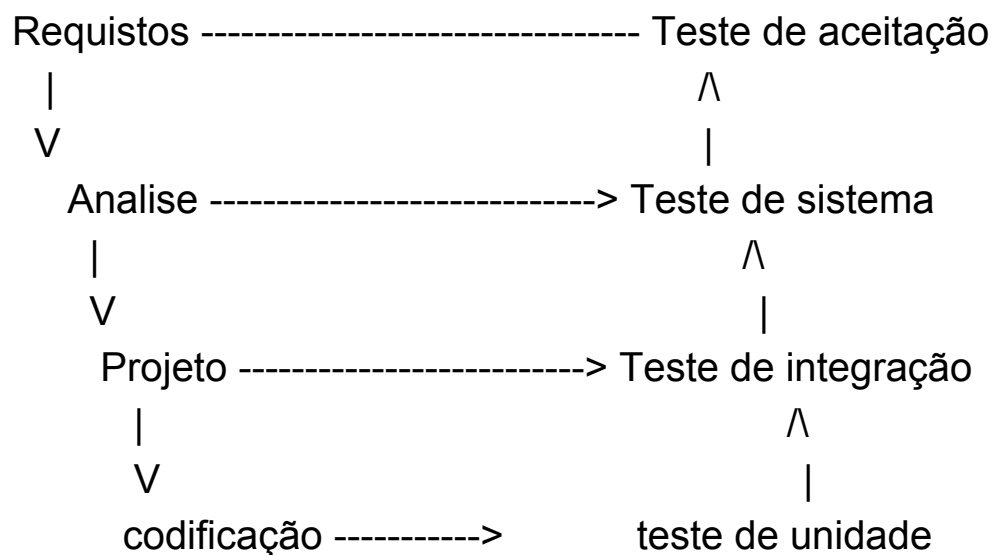 Requistos --------------------------------- Teste de aceitação
| /\
V |
Analise -----------------------------> Teste de sistema
| /\
V |
Projeto --------------------------> Teste de integração
| /\
V |
codificação -----------> teste de unidade